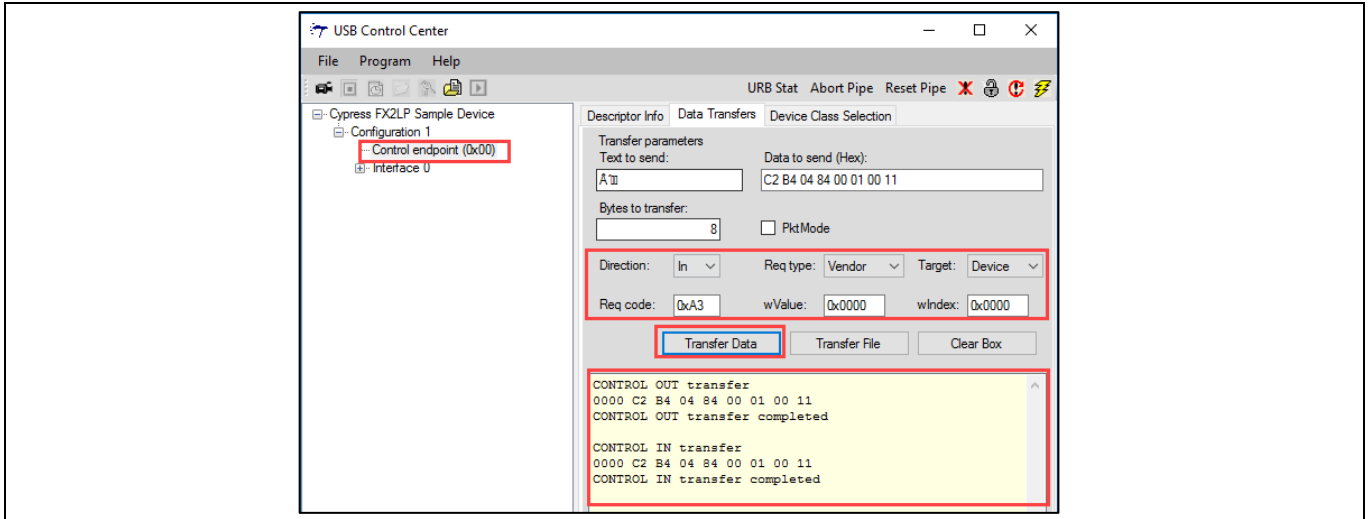 USB Control Center
File Program Help
URB Stat Abort Pipe Reset Pipe
Cypress FX2LP Sample Device
Configuration 1
Control endpoint (0x00)
Interface 0
Descriptor Info Data Transfers Device Class Selection
Transfer parameters
Text to send: Data to send (Hex):
C2 B4 04 84 00 01 00 11
Bytes to transfer:
8 PktMode
Direction: In Req type: Vendor Target: Device
Req code: 0xA3 wValue: 0x0000 wIndex: 0x0000
Transfer Data Transfer File Clear Box
CONTROL OUT transfer
0000 C2 B4 04 84 00 01 00 11
CONTROL OUT transfer completed
CONTROL IN transfer
0000 C2 B4 04 84 00 01 00 11
CONTROL IN transfer completed